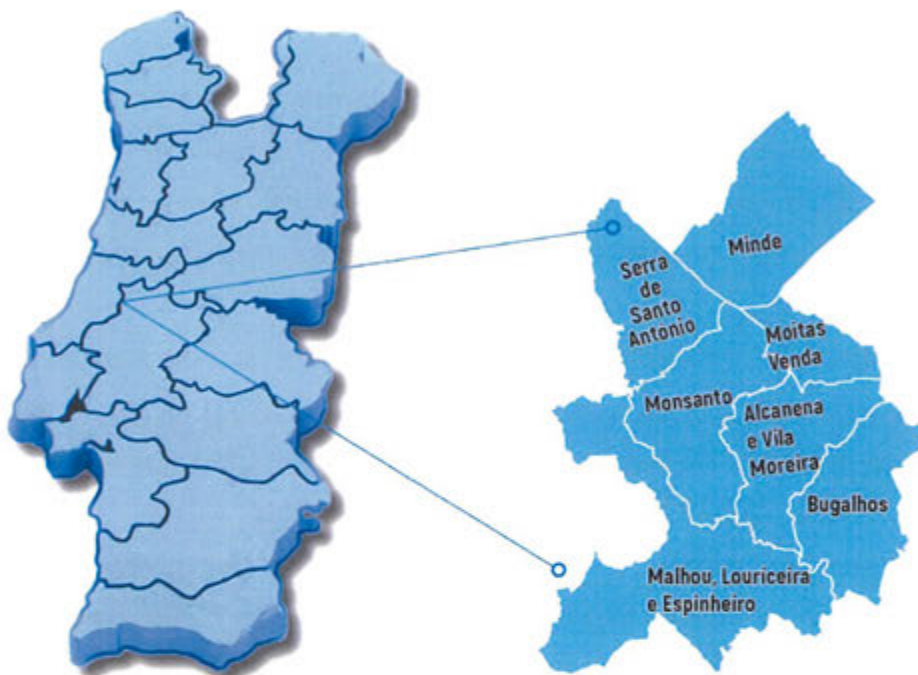 Minde
Serra
de
Santo
Antonio
Moitas
Venda
Monsanto
Alcanena
e Vila
Moreira
Bugalhos
Malhou, Louriceira
e Espinheiro